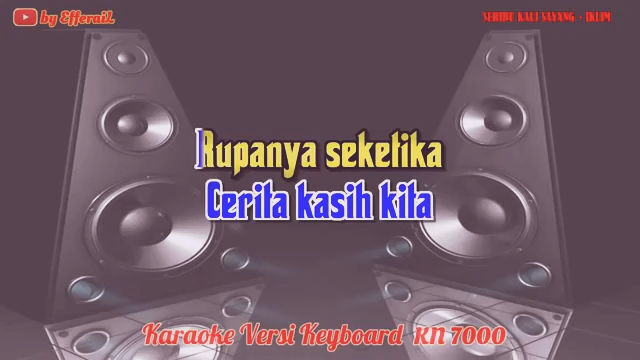 by EfferaiL
SERIBU KALI SAYANG - IKLIM
Rupanya seketika
Cerita kasih kita
Karaoke Versi Keyboard KN 7000